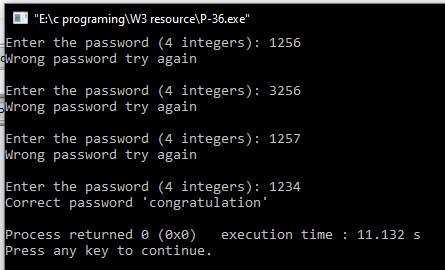 "E:\c programing\W3 resource\P-36.exe"
Enter the password (4 integers): 1256
Wrong password try again
Enter the password (4 integers): 3256
Wrong password try again
Enter the password (4 integers): 1257
Wrong password try again
Enter the password (4 integers): 1234
Correct password 'congratulation'
Process returned 0 (0x0)   execution time : 11.132 s
Press any key to continue.